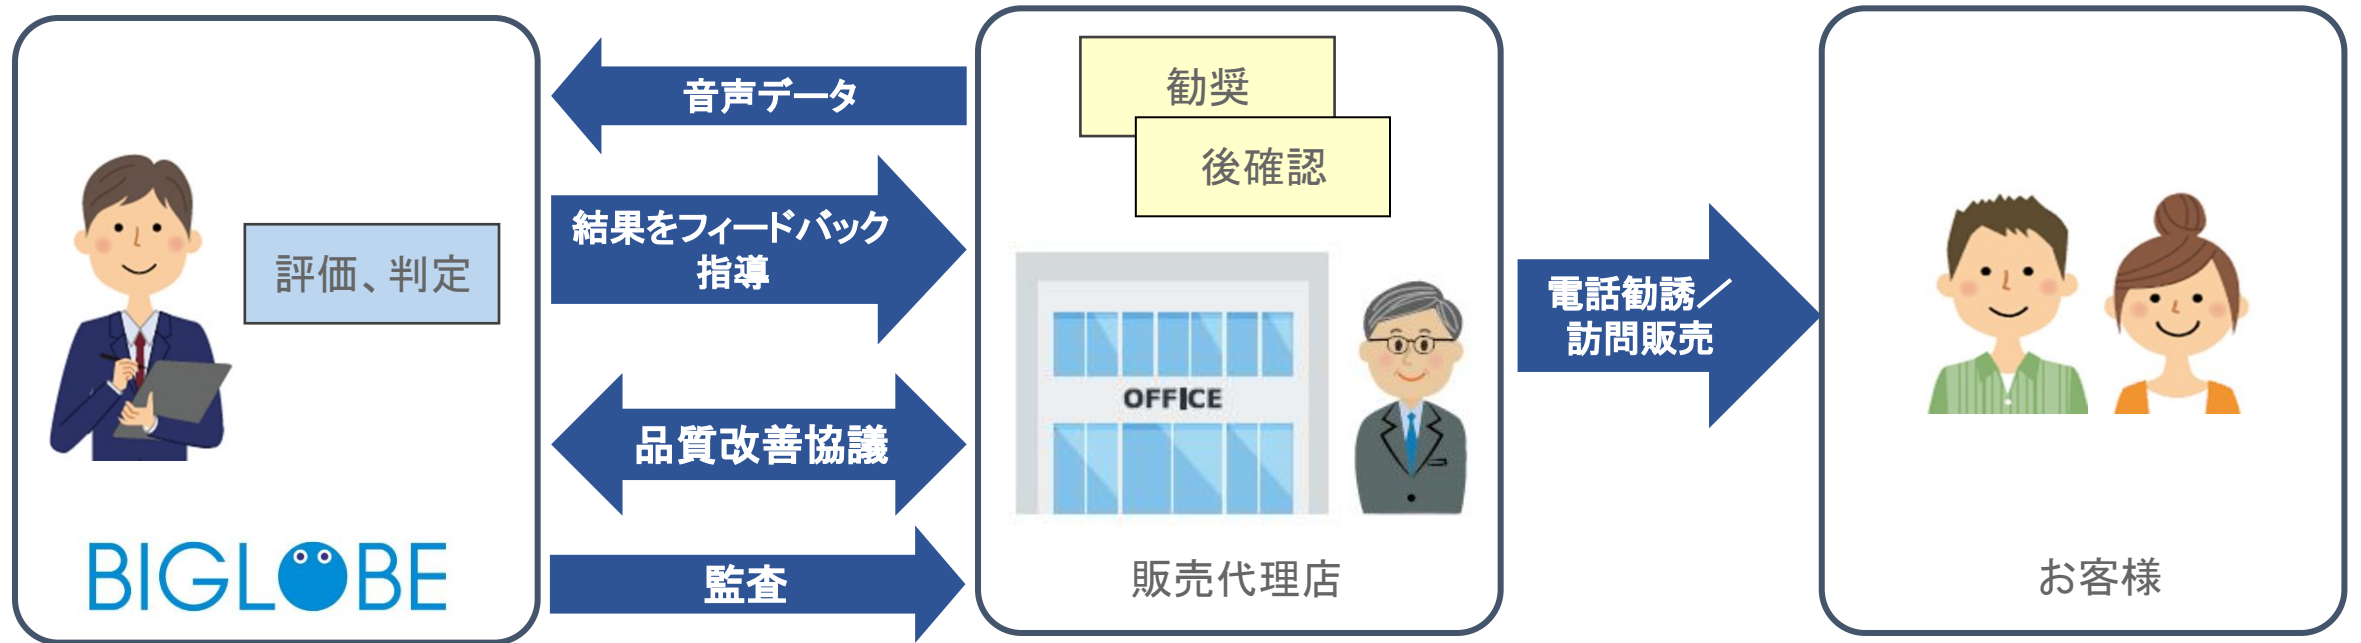 評価、判定
BIGLOBE
音声データ
結果をフィードバック
指導
品質改善協議
監査
勧奨
後確認
OFFICE
販売代理店
電話勧誘／
訪問販売
お客様